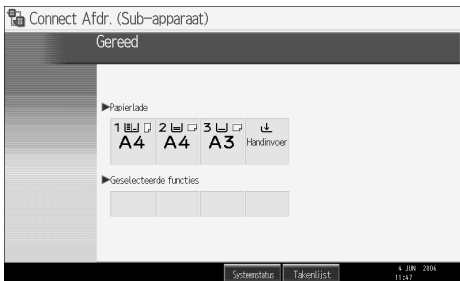 Connect Afdr. (Sub-apparaat)
Gereed
►Papierlade
1 2 3
A4 A4 A3 Handinvoer
►Geselecteerde functies
Systeemstatus Takenlijst
4 JUN 2006
11:47